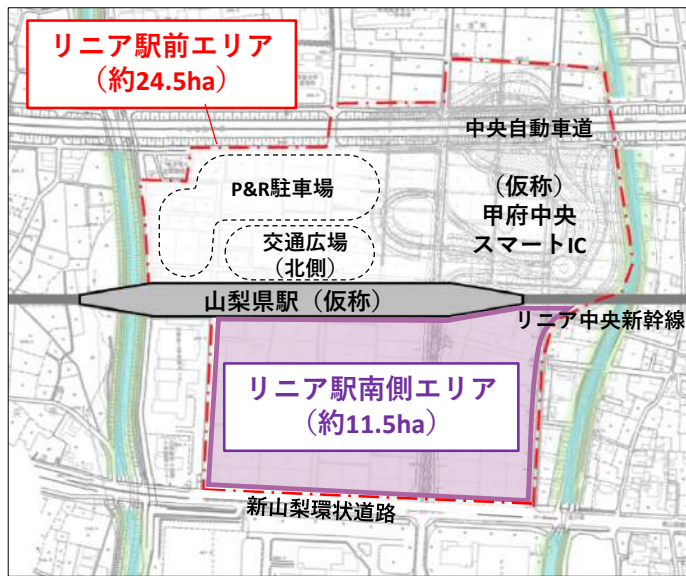 リニア駅前エリア
（約24.5ha）
中央自動車道
P&R駐車場
（仮称）
甲府中央
スマートIC
交通広場
（北側）
山梨県駅（仮称）
リニア中央新幹線
リニア駅南側エリア
（約11.5ha）
新山梨環状道路